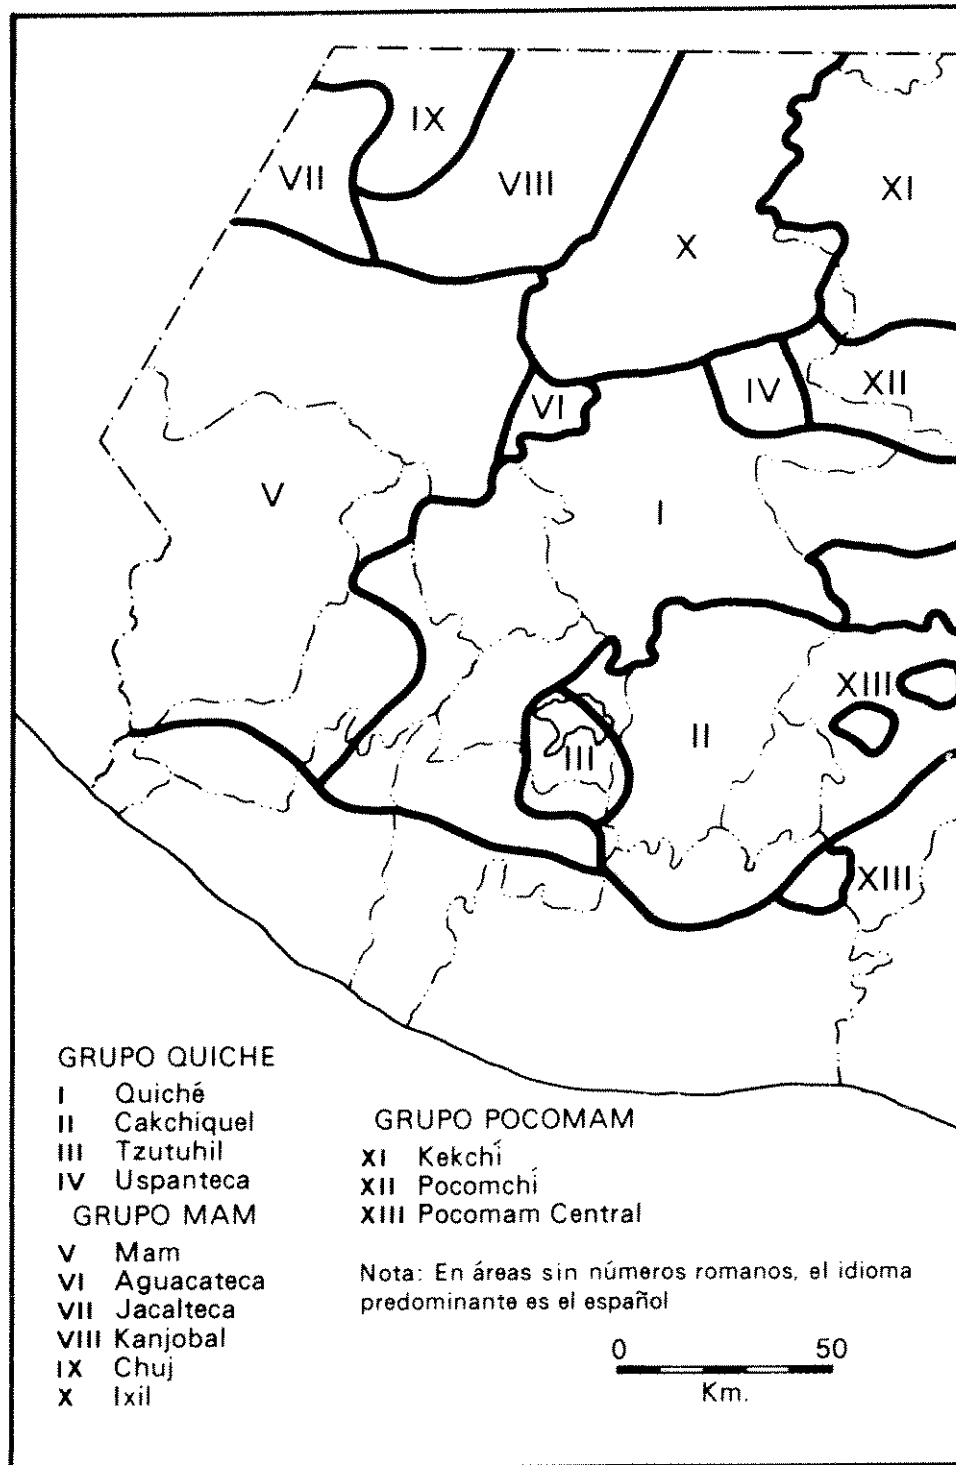 IX
VII
VIII
XI
X
XII
IV
VI
V
I
XIII
II
III
XIII
GRUPO QUICHE
I Quiché
II Cakchiquel
III Tzutuhil
IV Uspanteca
GRUPO MAM
V Mam
VI Aguacateca
VII Jacalteca
VIII Kanjobal
IX Chuj
X Ixil
GRUPO POCOMAM
XI Kekchí
XII Pocomchí
XIII Pocomam Central
Nota: En áreas sin números romanos, el idioma
predominante es el español
0 50
Km.